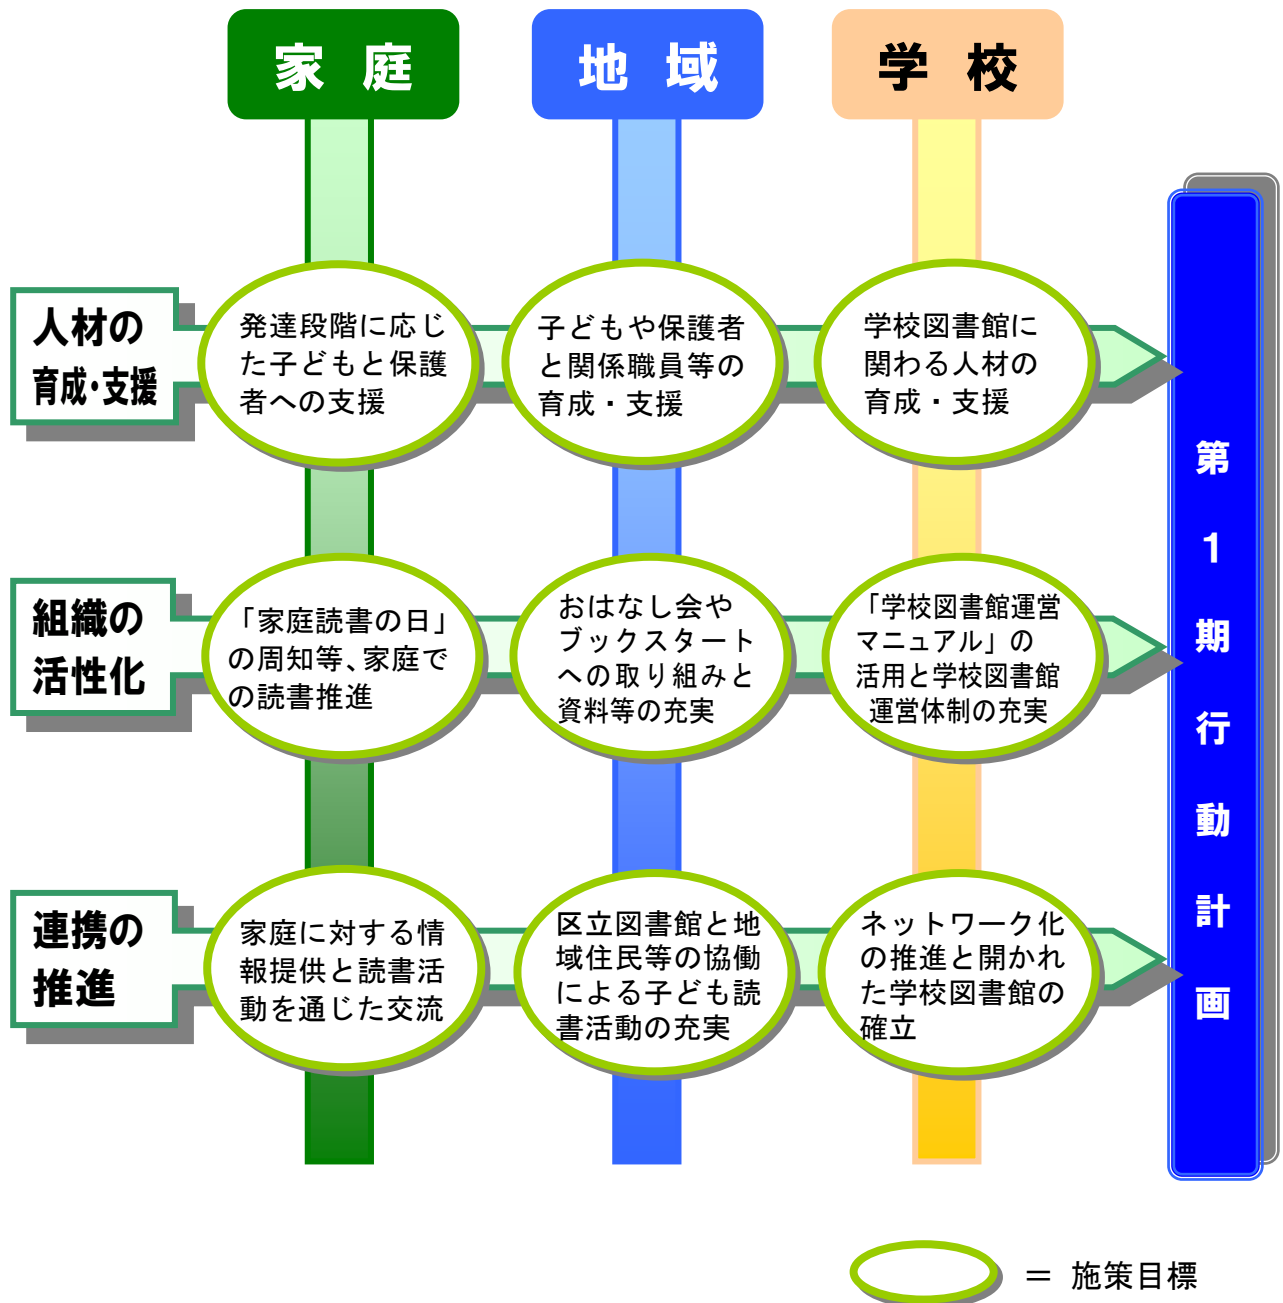 家庭
地域
学校
人材の
育成・支援
発達段階に応じ
た子どもと保護
者への支援
子どもや保護者
と関係職員等の
育成・支援
学校図書館に
関わる人材の
育成・支援
組織の
活性化
「家庭読書の日」
の周知等、家庭で
の読書推進
おはなし会や
ブックスタート
への取り組みと
資料等の充実
「学校図書館運営
マニュアル」の
活用と学校図書館
運営体制の充実
連携の
推進
家庭に対する情
報提供と読書活
動を通じた交流
区立図書館と地
域住民等の協働
による子ども読
書活動の充実
ネットワーク化
の推進と開かれ
た学校図書館の
確立
第1期行動計画
＝ 施策目標